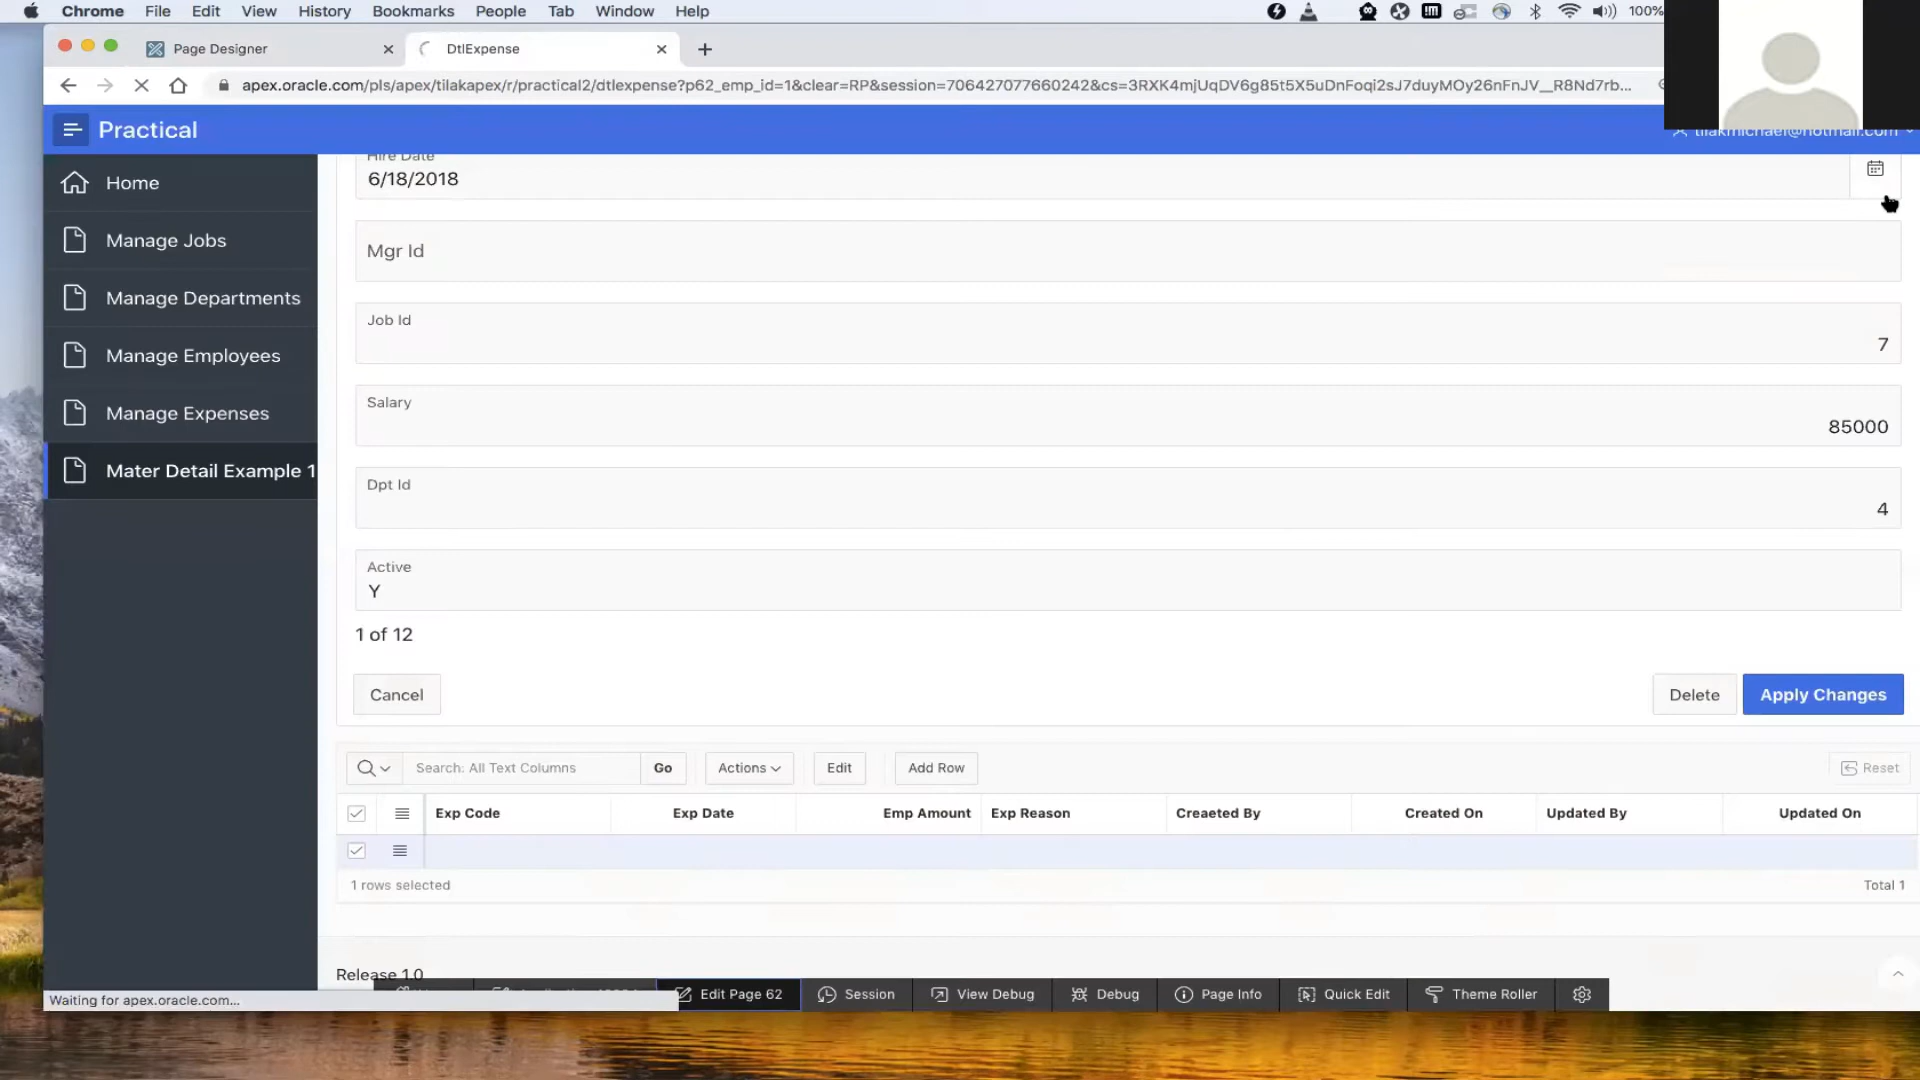 Chrome File Edit View History Bookmarks People Tab Window Help 100%
Page Designer DtlExpense
apex.oracle.com/pls/apex/tilakapex/r/practical2/dtlexpense?p62_emp_id=1&clear=RP&session=706427077660242&cs=3RXK4mjUqDV6g85t5X5uDnFoqi2sJ7duyMOy26nFnJV__R8Nd7rb...
Practical tilakmichael@hotmail.com
Home
Manage Jobs
Manage Departments
Manage Employees
Manage Expenses
Mater Detail Example 1
Hire Date
6/18/2018
Mgr Id
Job Id
7
Salary
85000
Dpt Id
4
Active
Y
1 of 12
Cancel Delete Apply Changes
Search: All Text Columns Go Actions Edit Add Row Reset
Exp Code Exp Date Emp Amount Exp Reason Creaeted By Created On Updated By Updated On
1 rows selected Total 1
Release 1.0
Edit Page 62 Session View Debug Debug Page Info Quick Edit Theme Roller
Waiting for apex.oracle.com...